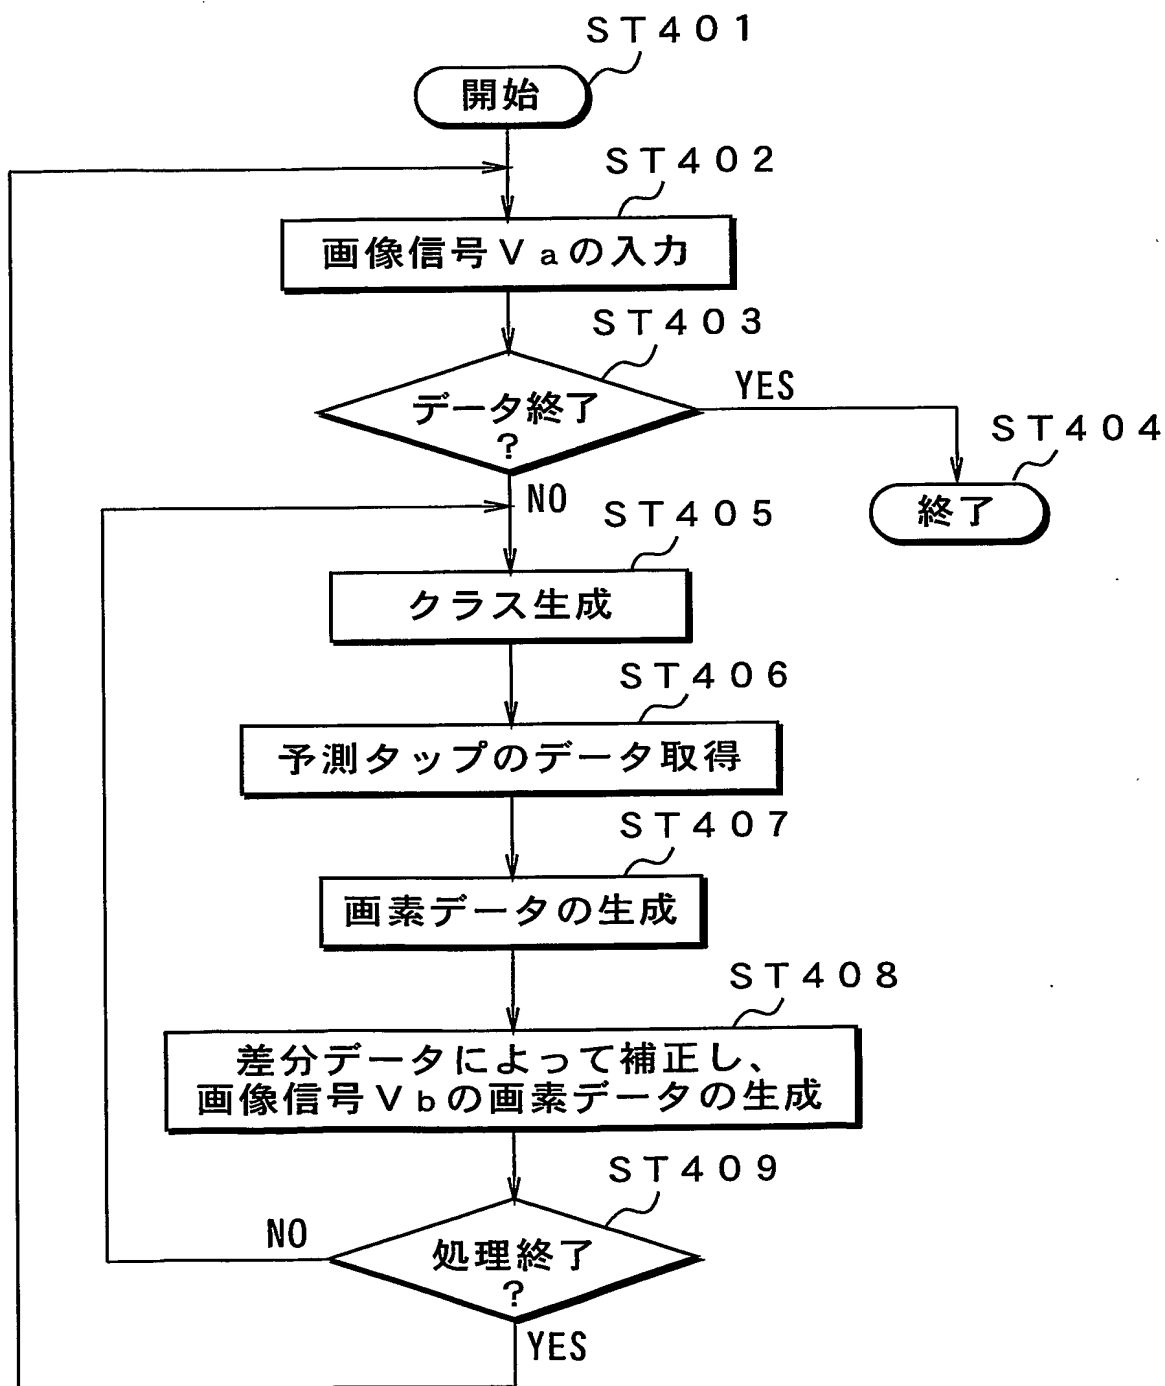 ST401
開始
ST402
画像信号Vaの入力
ST403
データ終了
?
YES
ST404
終了
NO
ST405
クラス生成
ST406
予測タップのデータ取得
ST407
画素データの生成
ST408
差分データによって補正し、
画像信号Vbの画素データの生成
ST409
処理終了
?
NO
YES